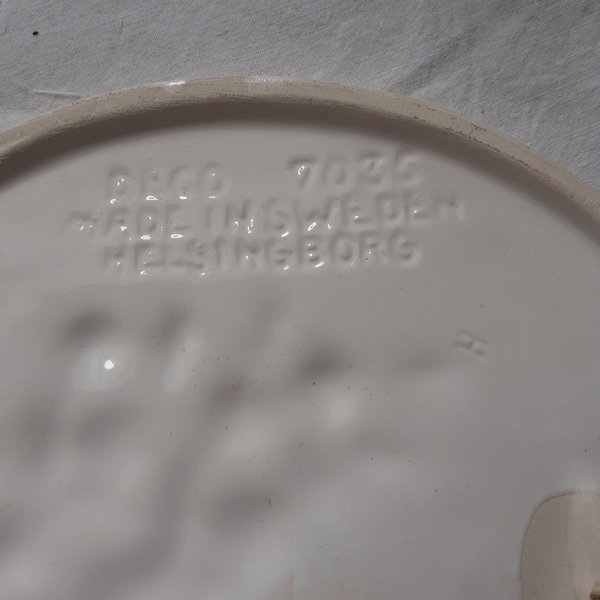 DECO 7035
MADE IN SWEDEN
HELSINGBORG
H